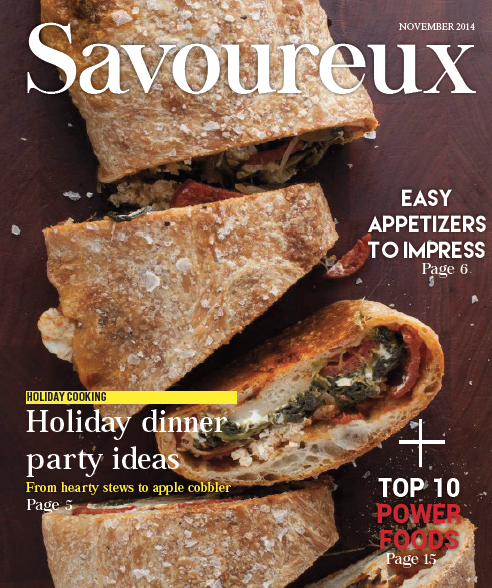 NOVEMBER 2014
Savoureux
EASY
APPETIZERS
TO IMPRESS
Page 6
HOLIDAY COOKING
Holiday dinner
party ideas
From hearty stews to apple cobbler
Page 5
TOP 10
POWER
FOODS
Page 15